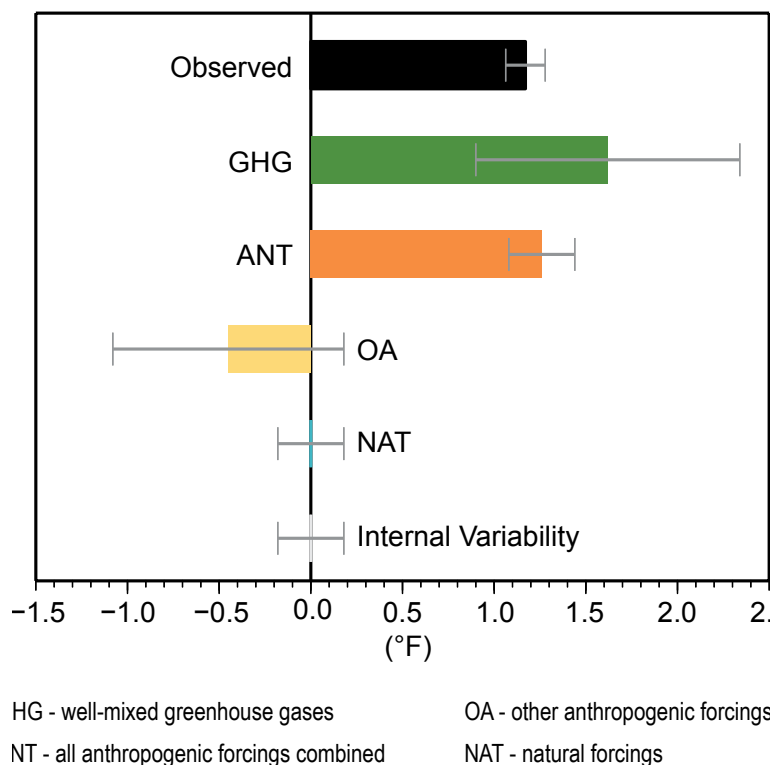 Observed
GHG
ANT
OA
NAT
Internal Variability
−1.5 −1.0 −0.5 0.0 0.5 1.0 1.5 2.0 2.
(°F)
HG - well-mixed greenhouse gases OA - other anthropogenic forcings
NT - all anthropogenic forcings combined NAT - natural forcings